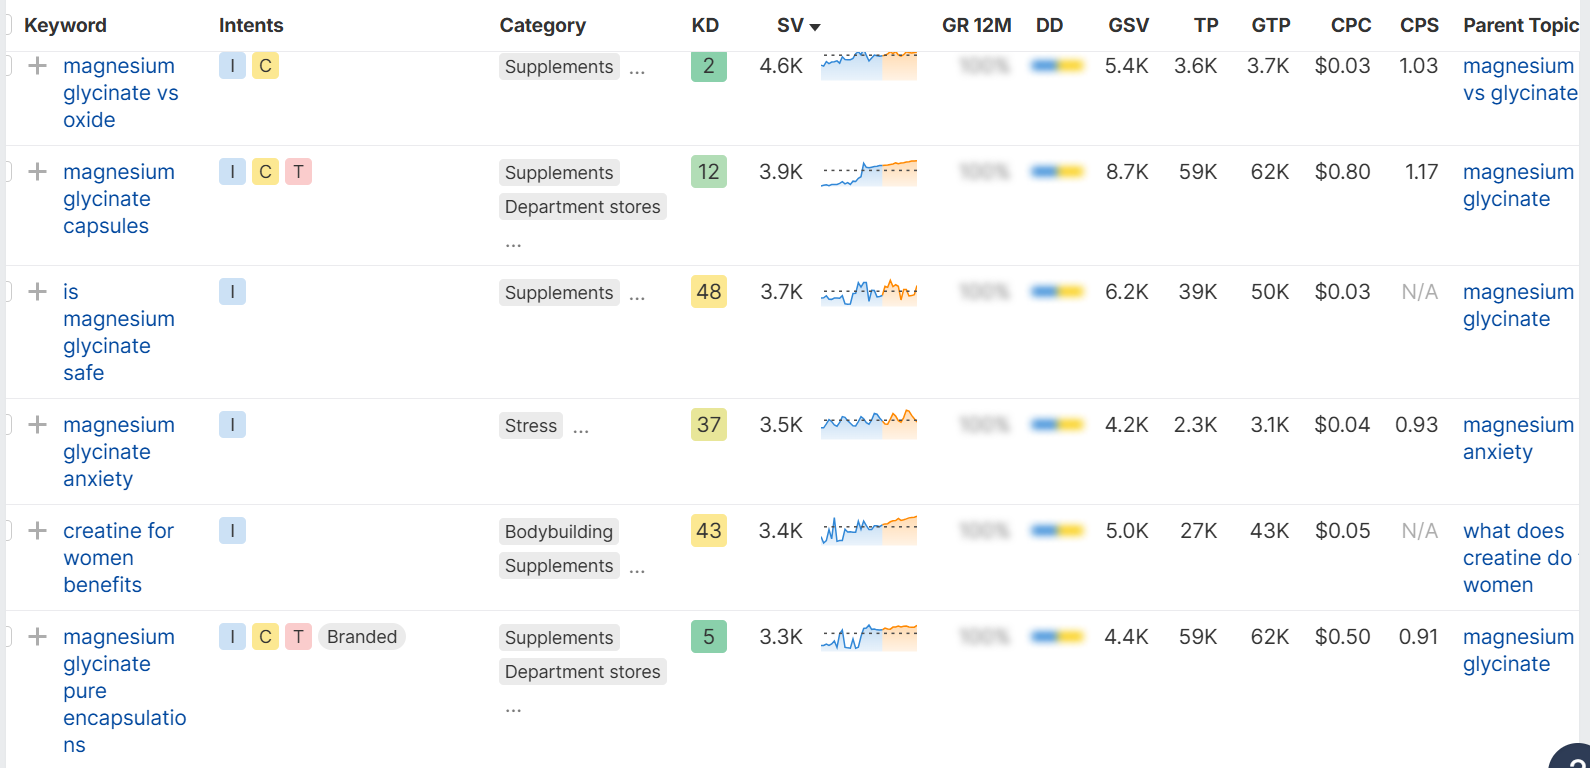 Keyword Intents Category KD SV GR 12M DD GSV TP GTP CPC CPS Parent Topic
magnesium I C Supplements ... 2 4.6K 5.4K 3.6K 3.7K $0.03 1.03 magnesium
glycinate vs vs glycinate
oxide
magnesium I C T Supplements 12 3.9K 8.7K 59K 62K $0.80 1.17 magnesium
glycinate Department stores glycinate
capsules ...
is I Supplements ... 48 3.7K 6.2K 39K 50K $0.03 N/A magnesium
magnesium glycinate
glycinate
safe
magnesium I Stress ... 37 3.5K 4.2K 2.3K 3.1K $0.04 0.93 magnesium
glycinate anxiety
anxiety
creatine for I Bodybuilding 43 3.4K 5.0K 27K 43K $0.05 N/A what does
women Supplements ... creatine do
benefits women
magnesium I C T Branded Supplements 5 3.3K 4.4K 59K 62K $0.50 0.91 magnesium
glycinate Department stores glycinate
pure ...
encapsulatio
ns